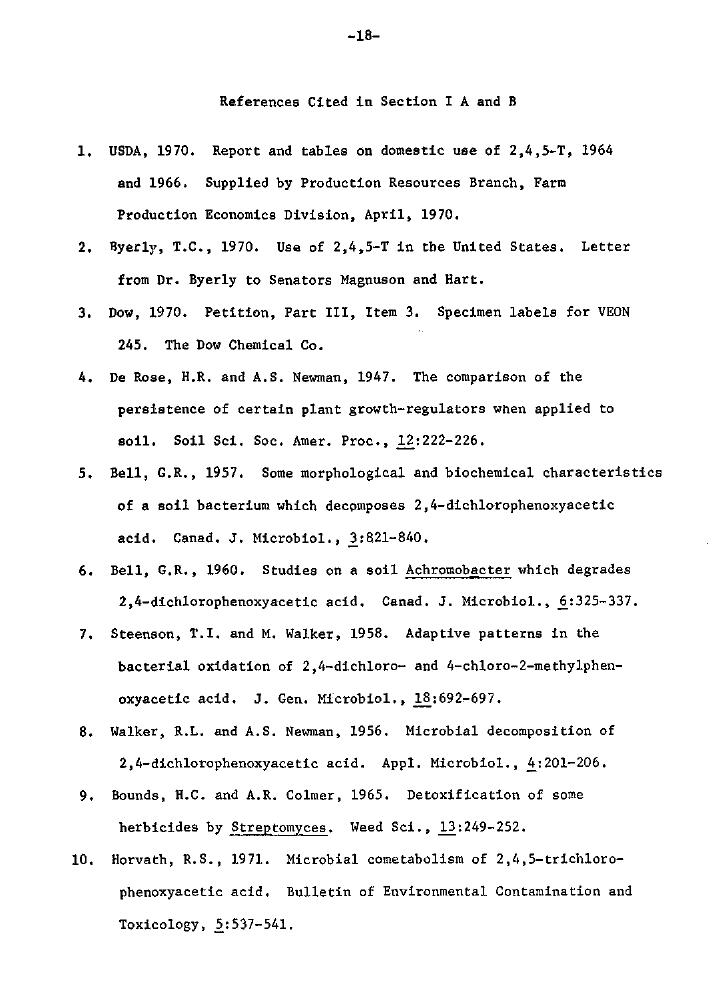 -18-
References Cited in Section I A and B
1. USDA, 1970. Report and tables on domestic use of 2,4,5-T, 1964
and 1966. Supplied by Production Resources Branch, Farm
Production Economics Division, April, 1970.
2. Byerly, T.C., 1970. Use of 2,4,5-T in the United States. Letter
from Dr. Byerly to Senators Magnuson and Hart.
3. Dow, 1970. Petition, Part III, Item 3. Specimen labels for VEON
245. The Dow Chemical Co.
4. De Rose, H.R. and A.S. Newman, 1947. The comparison of the
persistence of certain plant growth-regulators when applied to
soil. Soil Sci. Soc. Amer. Proc., 12:222-226.
5. Bell, G.R., 1957. Some morphological and biochemical characteristics
of a soil bacterium which decomposes 2,4-dichlorophenoxyacetic
acid. Canad. J. Microbiol., 3:821-840.
6. Bell, G.R., 1960. Studies on a soil Achromobacter which degrades
2,4-dichlorophenoxyacetic acid. Canad. J. Microbiol., 6:325-337.
7. Steenson, T.I. and M. Walker, 1958. Adaptive patterns in the
bacterial oxidation of 2,4-dichloro- and 4-chloro-2-methylphen-
oxyacetic acid. J. Gen. Microbiol., 18:692-697.
8. Walker, R.L. and A.S. Newman, 1956. Microbial decomposition of
2,4-dichlorophenoxyacetic acid. Appl. Microbiol., 4:201-206.
9. Bounds, H.C. and A.R. Colmer, 1965. Detoxification of some
herbicides by Streptomyces. Weed Sci., 13:249-252.
10. Horvath, R.S., 1971. Microbial cometabolism of 2,4,5-trichloro-
phenoxyacetic acid. Bulletin of Environmental Contamination and
Toxicology, 5:537-541.